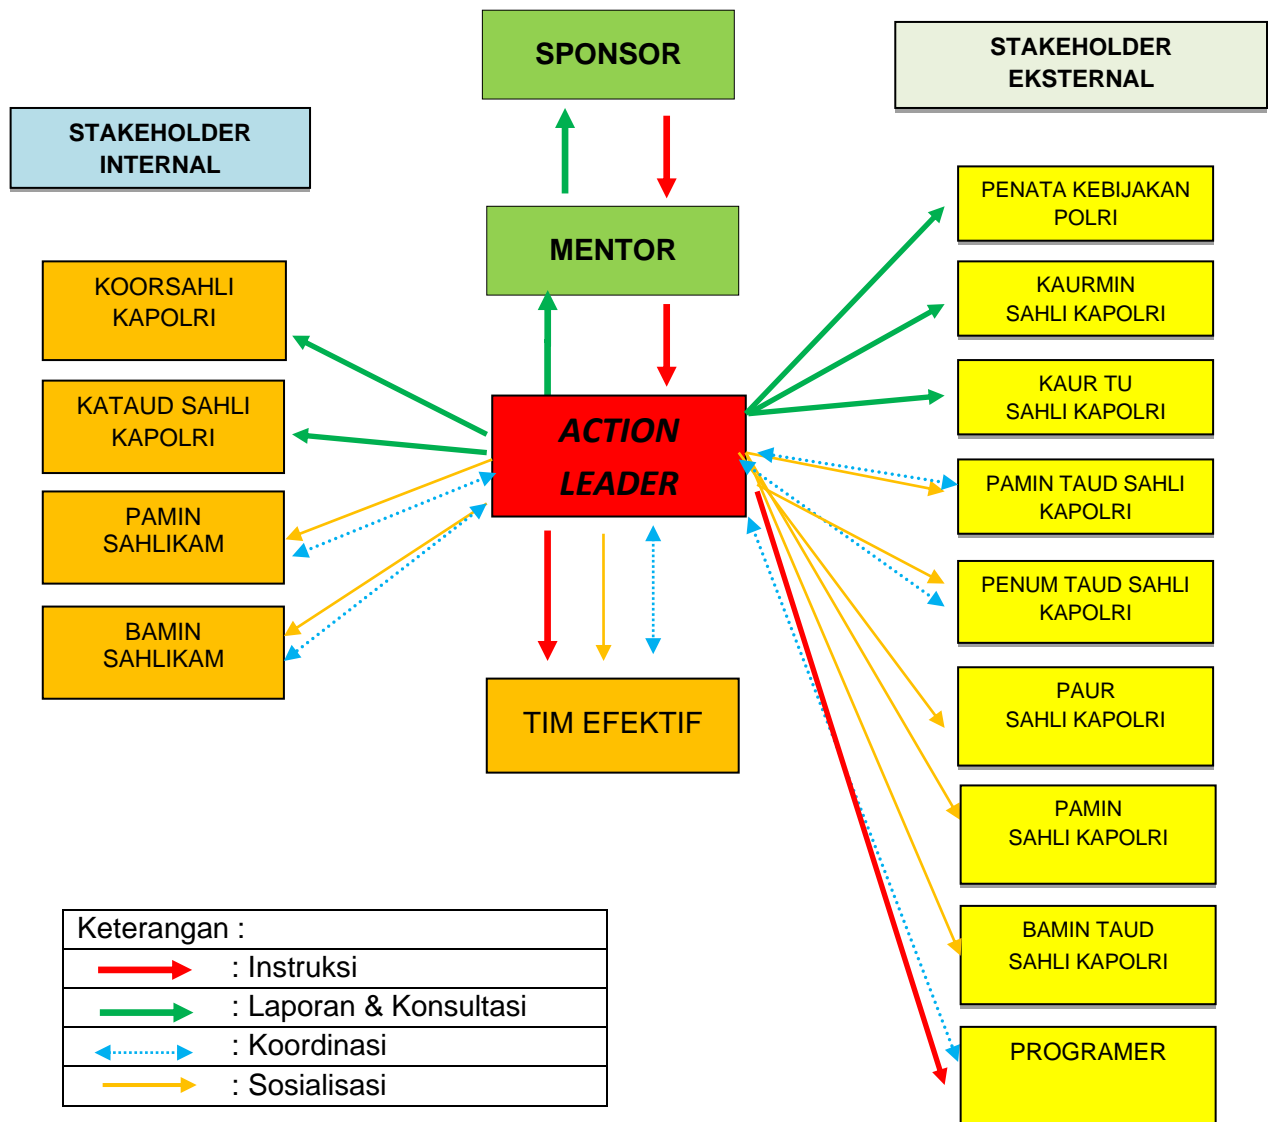 SPONSOR
STAKEHOLDER
EKSTERNAL
STAKEHOLDER
INTERNAL
MENTOR
KOORSAHLI
KAPOLRI
KATAUD SAHLI
KAPOLRI
PAMIN
SAHLIKAM
BAMIN
SAHLIKAM
ACTION
LEADER
TIM EFEKTIF
PENATA KEBIJAKAN
POLRI
KAURMIN
SAHLI KAPOLRI
KAUR TU
SAHLI KAPOLRI
PAMIN TAUD SAHLI
KAPOLRI
PENUM TAUD SAHLI
KAPOLRI
PAUR
SAHLI KAPOLRI
PAMIN
SAHLI KAPOLRI
BAMIN TAUD
SAHLI KAPOLRI
PROGRAMER
Keterangan :
: Instruksi
: Laporan & Konsultasi
: Koordinasi
: Sosialisasi